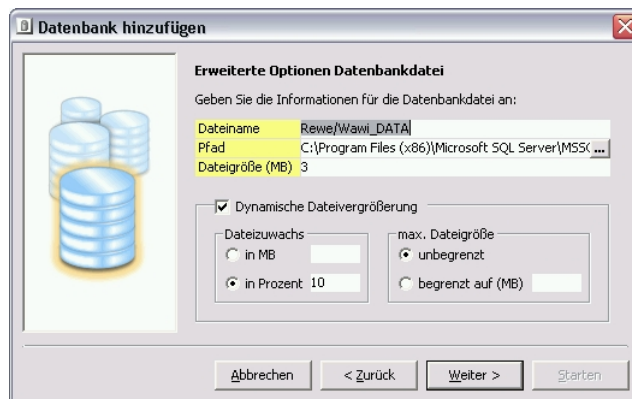 Datenbank hinzufügen
Erweiterte Optionen Datenbankdatei
Geben Sie die Informationen für die Datenbankdatei an:
Dateiname Rewe/Wawi_DATA
Pfad C:\Program Files (x86)\Microsoft SQL Server\MSS ...
Dateigröße (MB) 3
Dynamische Dateivergrößerung
Dateizuwachs max. Dateigröße
in MB unbegrenzt
in Prozent 10 begrenzt auf (MB)
Abbrechen < Zurück Weiter > Starten